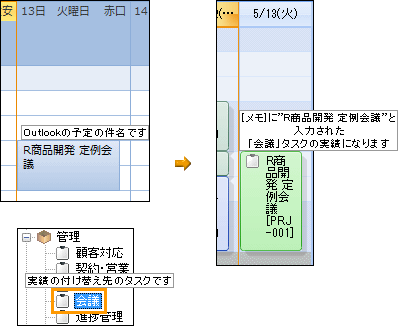 安 13日 火曜日 赤口 14
Outlookの予定の件名です
R商品開発 定例会
議
5/13(火)
[メモ]に"R商品開発 定例会議"と
入力された
「会議」タスクの実績になります
R商
品開
発 定
例会
議
[PRJ
-001]
管理
顧客対応
契約・営業
実績の付け替え先のタスクです
会議
進捗管理